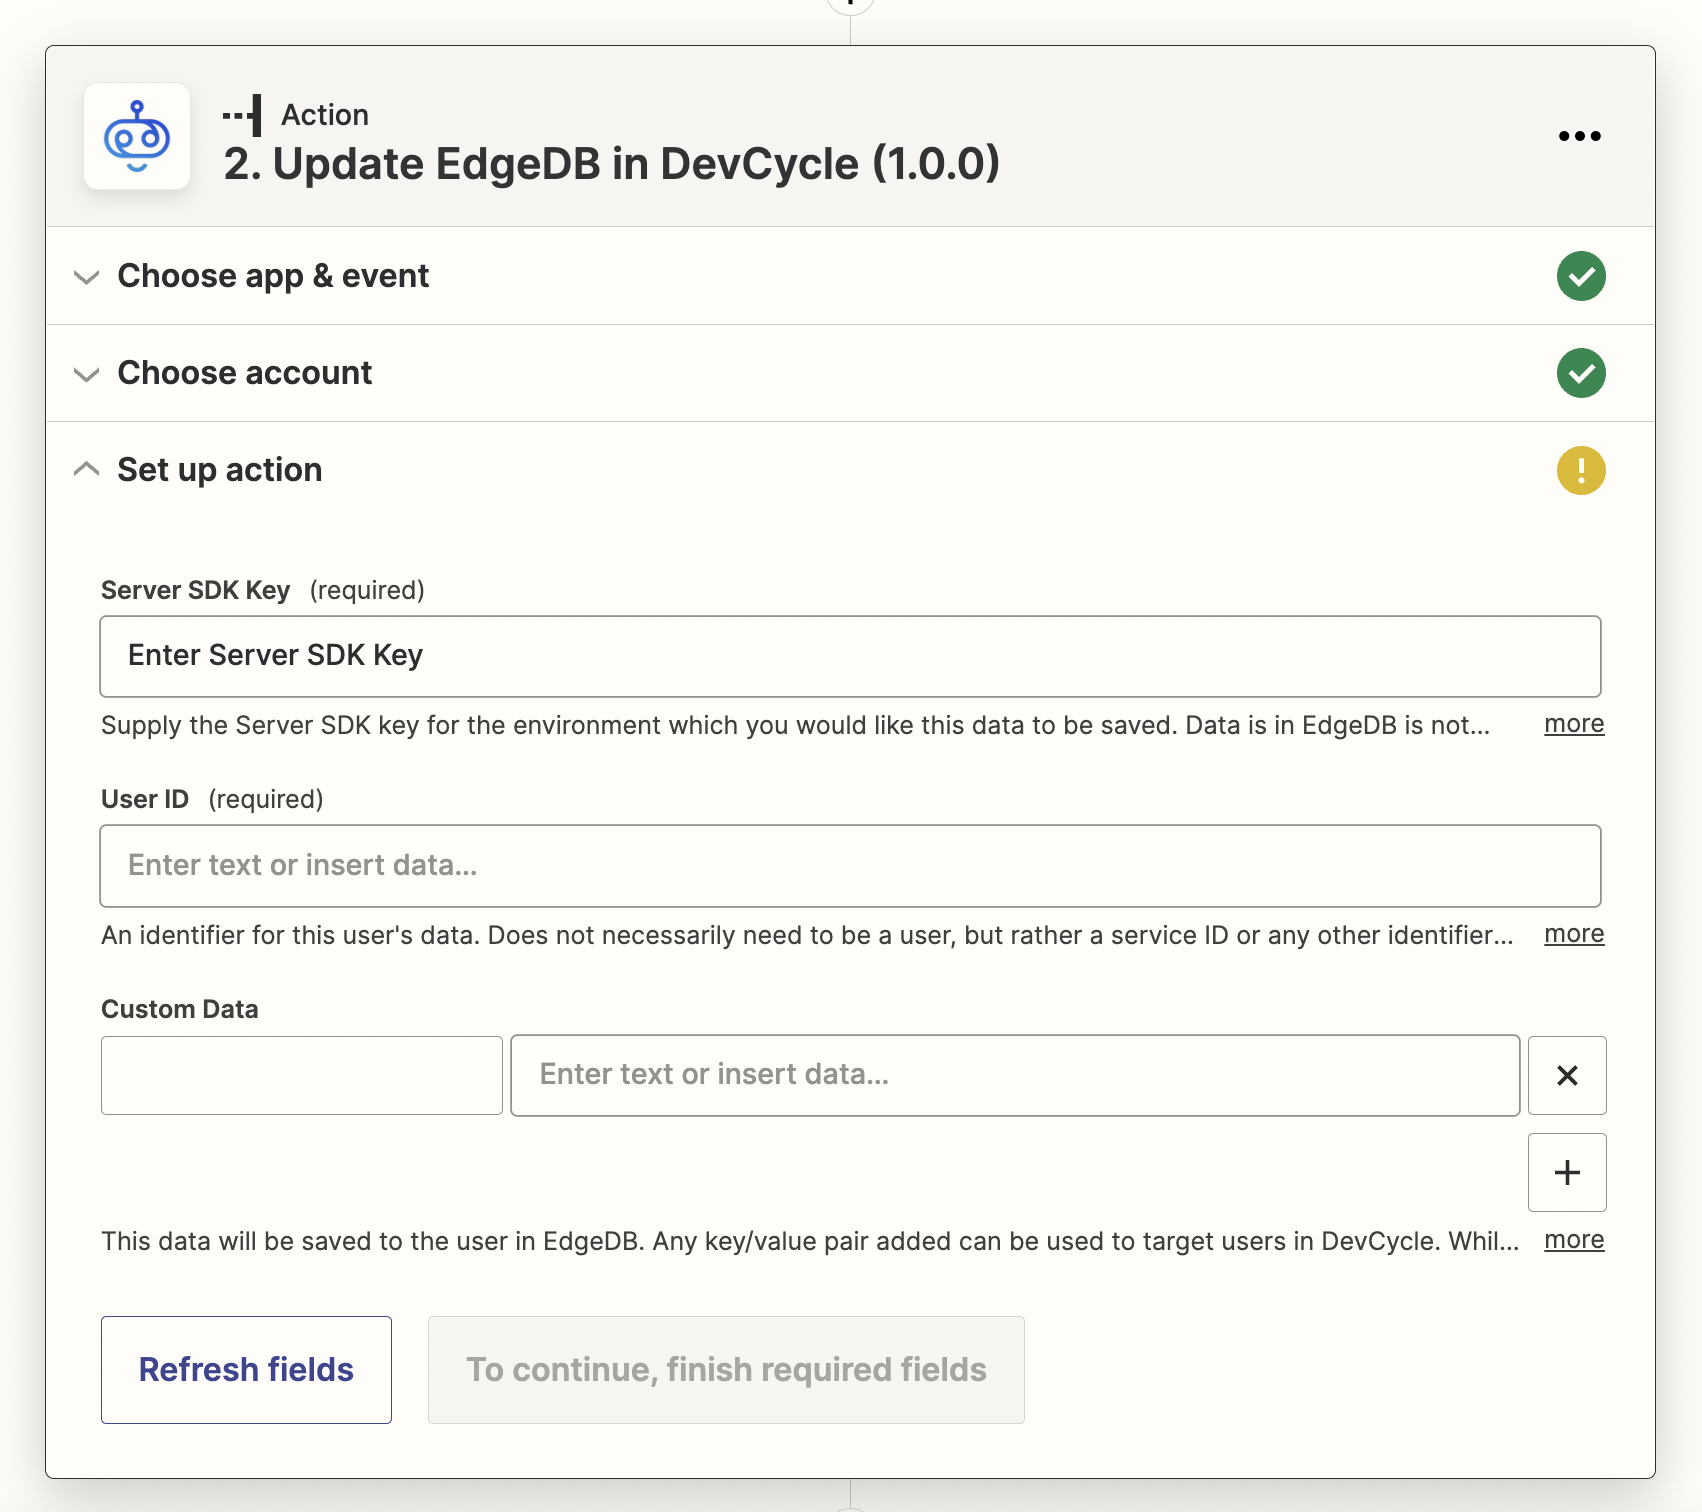 Action
2. Update EdgeDB in DevCycle (1.0.0)
Choose app & event
Choose account
Set up action
Server SDK Key (required)
Enter Server SDK Key
Supply the Server SDK key for the environment which you would like this data to be saved. Data is in EdgeDB is not... more
User ID (required)
Enter text or insert data...
An identifier for this user's data. Does not necessarily need to be a user, but rather a service ID or any other identifier... more
Custom Data
Enter text or insert data...
This data will be saved to the user in EdgeDB. Any key/value pair added can be used to target users in DevCycle. Whil... more
Refresh fields
To continue, finish required fields